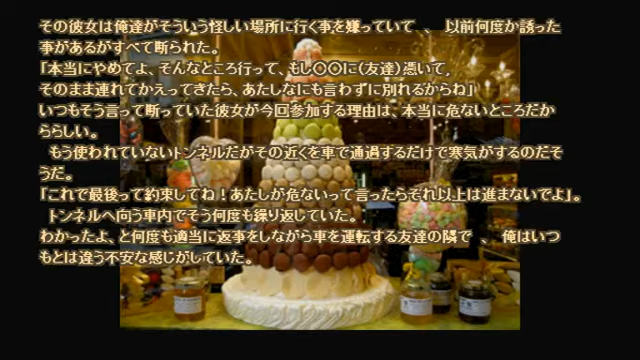 その彼女は俺達がそういう怪しい場所に行く事を嫌っていて 、 以前何度か誘った
事があるがすべて断られた。
「本当にやめてよ、そんなところ行って、もし〇〇に(友達)憑いて,
そのまま連れてかえってきたら、あたしなにも言わずに別れるからね」
いつもそう言って断っていた彼女が今回参加する理由は、本当に危ないところだか
ららしい。
もう使われていないトンネルだがその近くを車で通過するだけで寒気がするのだそ
うだ。
「これで最後って約束してね！あたしが危ないって言ったらそれ以上は進まないでよ」。
トンネルへ向う車内でそう何度も繰り返していた。
わかったよ、と何度も適当に返事をしながら車を運転する友達の隣で 、 俺はいつ
もとは違う不安な感じがしていた。